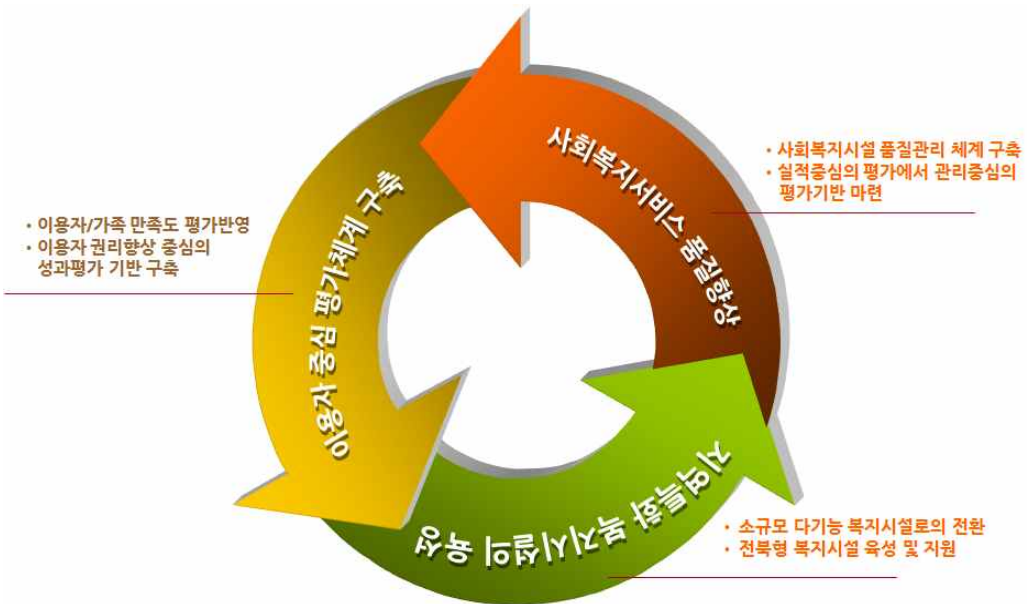 사회복지서비스 품질향상
• 사회복지시설 품질관리 체계 구축
• 실적중심의 평가에서 관리중심의
평가기반 마련
이용자 중심 평가체계 구축
• 이용자/가족 만족도 평가반영
• 이용자 권리향상 중심의
성과평가 기반 구축
지역특화 복지시설의 육성
• 소규모 다기능 복지시설로의 전환
• 전북형 복지시설 육성 및 지원